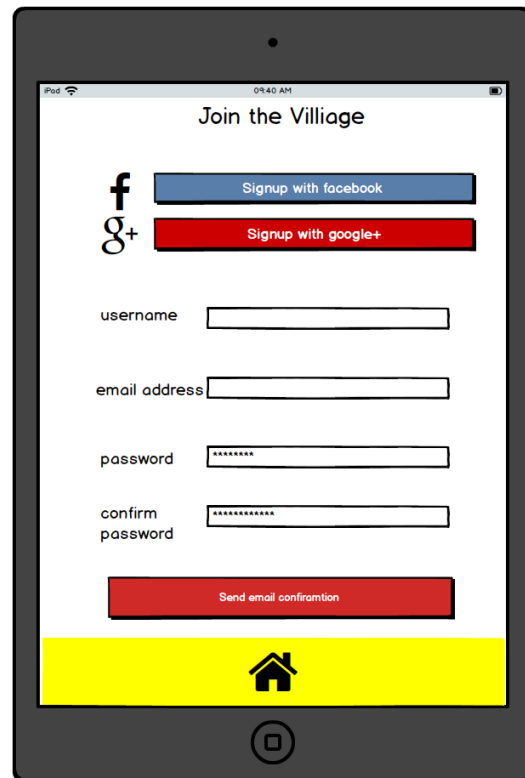 iPad
09:40 AM
Join the Villiage
f
Signup with facebook
g+
Signup with google+
username
email address
password
********
confirm
password
************
Send email confiramtion